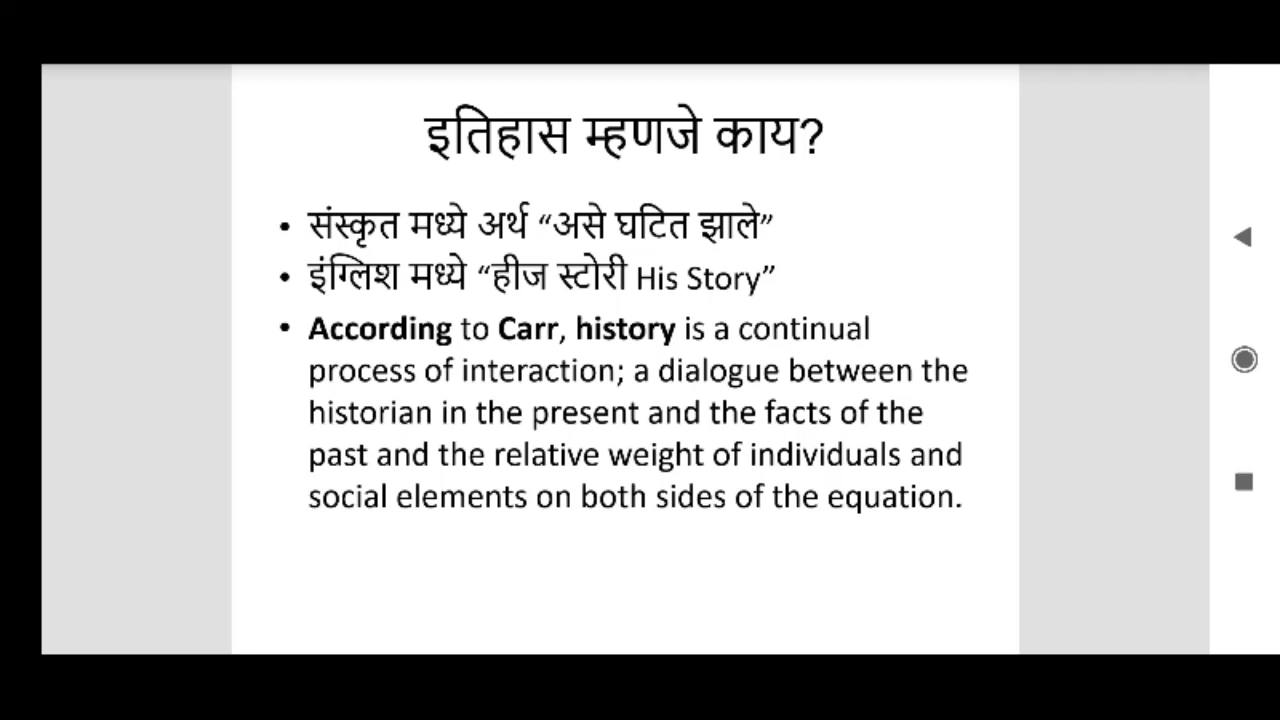 इतिहास म्हणजे काय?
• संस्कृत मध्ये अर्थ “असे घटित झाले”
• इंग्लिश मध्ये “हीज स्टोरी His Story”
• According to Carr, history is a continual
process of interaction; a dialogue between the
historian in the present and the facts of the
past and the relative weight of individuals and
social elements on both sides of the equation.